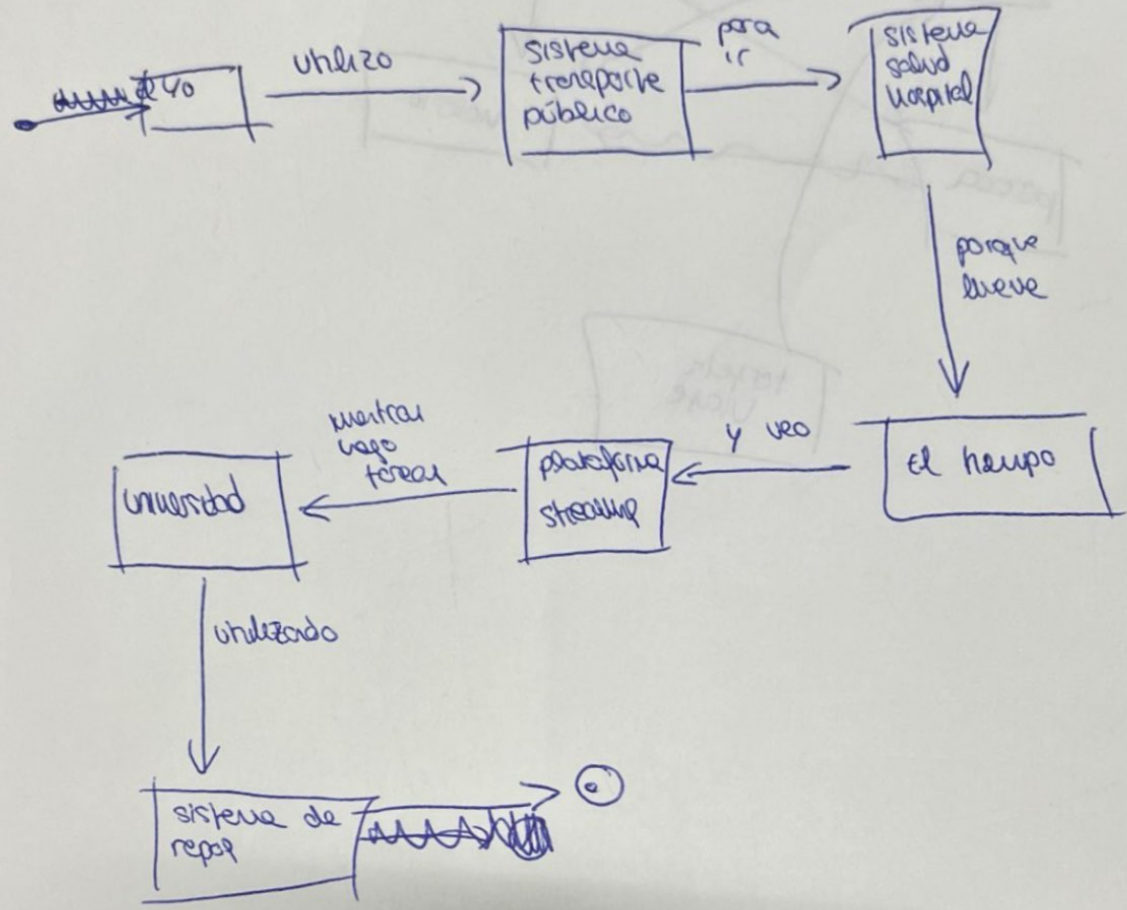 Yo
utilizo
sistema
transporte
público
para
ir
sistema
salud
hospital
porque
llueve
El tiempo
y veo
plataforma
streaming
mientras
hago
tareas
universidad
utilizando
sistema de